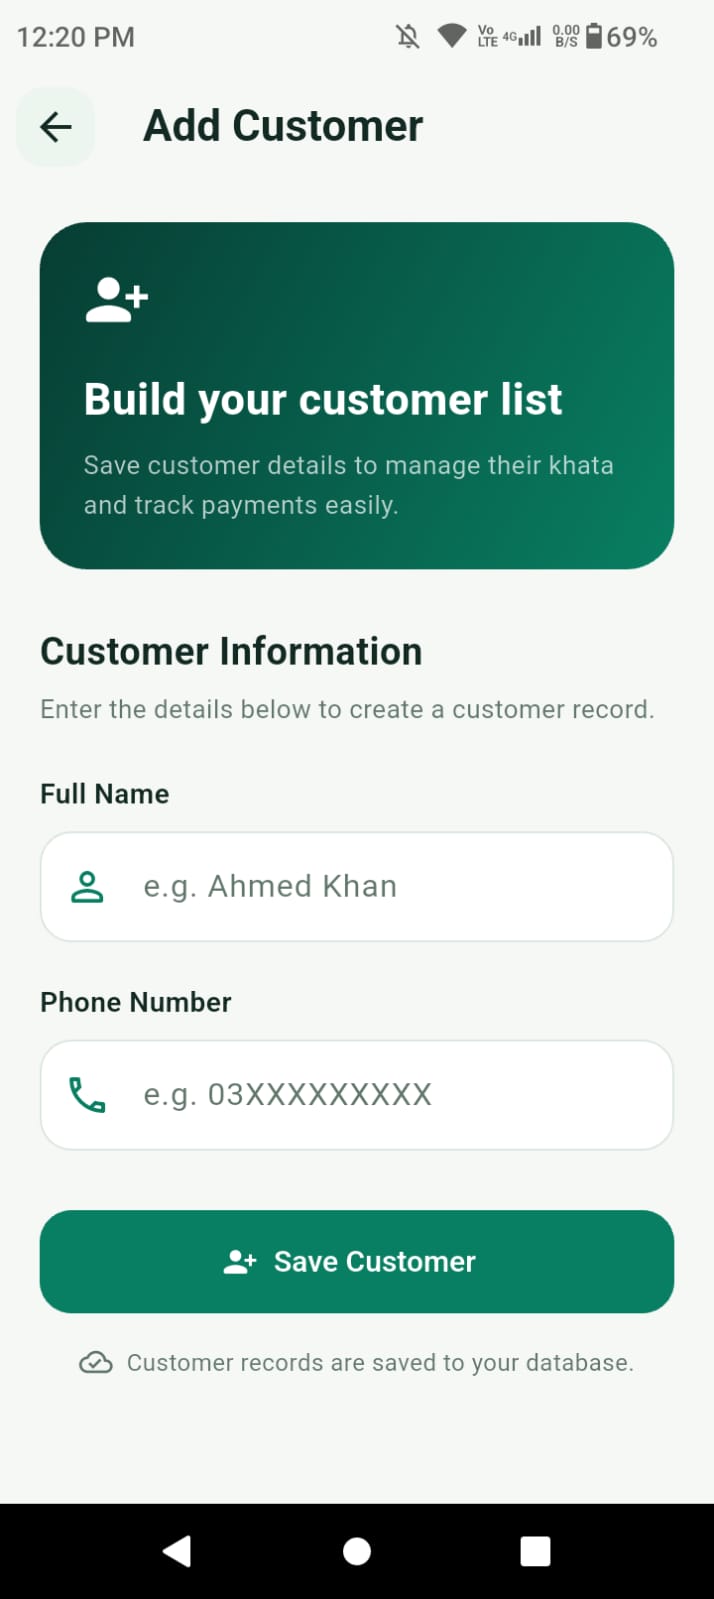 12:20 PM
Vo LTE 4G 0.00 B/S 69%
Add Customer
Build your customer list
Save customer details to manage their khata
and track payments easily.
Customer Information
Enter the details below to create a customer record.
Full Name
e.g. Ahmed Khan
Phone Number
e.g. 03XXXXXXXXX
Save Customer
Customer records are saved to your database.